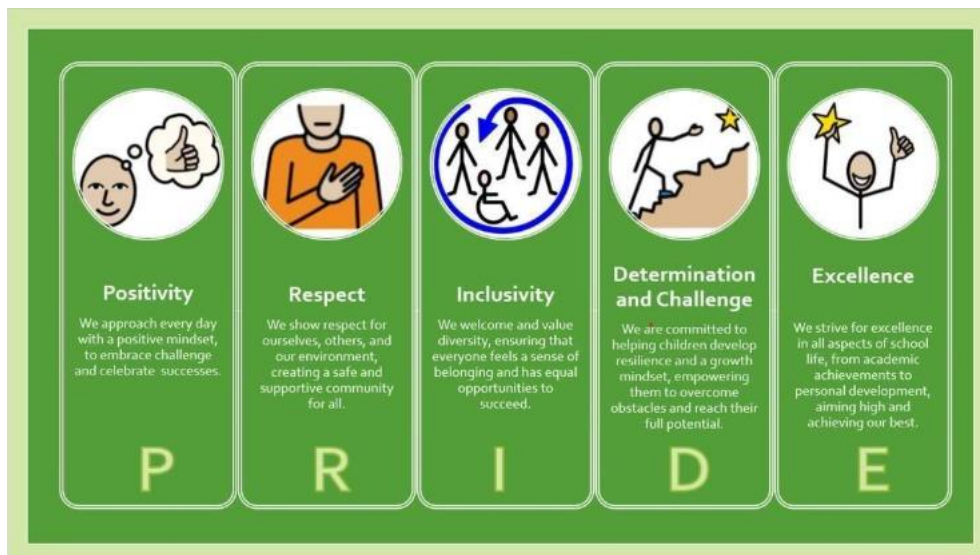 Positivity
We approach every day
with a positive mindset,
to embrace challenge
and celebrate successes.
P
Respect
We show respect for
ourselves, others, and
our environment,
creating a safe and
supportive community
for all.
R
Inclusivity
We welcome and value
diversity, ensuring that
everyone feels a sense of
belonging and has equal
opportunities to
succeed.
I
Determination
and Challenge
We are committed to
helping children develop
resilience and a growth
mindset, empowering
them to overcome
obstacles and reach their
full potential.
D
Excellence
We strive for excellence
in all aspects of school
life, from academic
achievements to
personal development,
aiming high and
achieving our best.
E